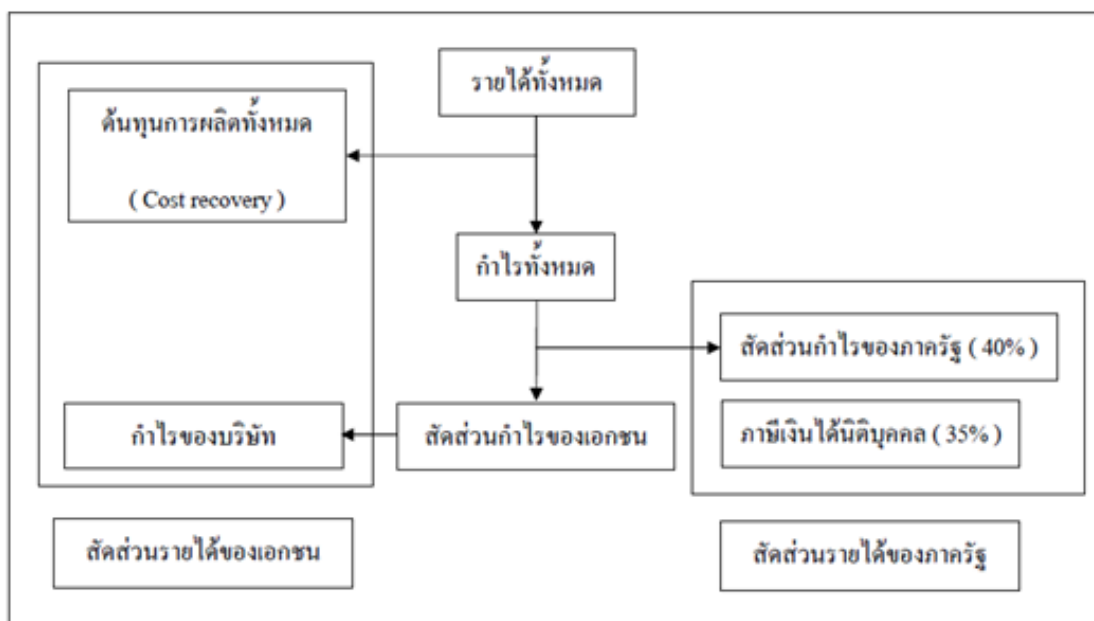 รายได้ทั้งหมด
ต้นทุนการผลิตทั้งหมด
( Cost recovery )
กำไรทั้งหมด
สัดส่วนกำไรของภาครัฐ ( 40% )
กำไรของบริษัท
สัดส่วนกำไรของเอกชน
ภาษีเงินได้นิติบุคคล ( 35% )
สัดส่วนรายได้ของเอกชน
สัดส่วนรายได้ของภาครัฐ